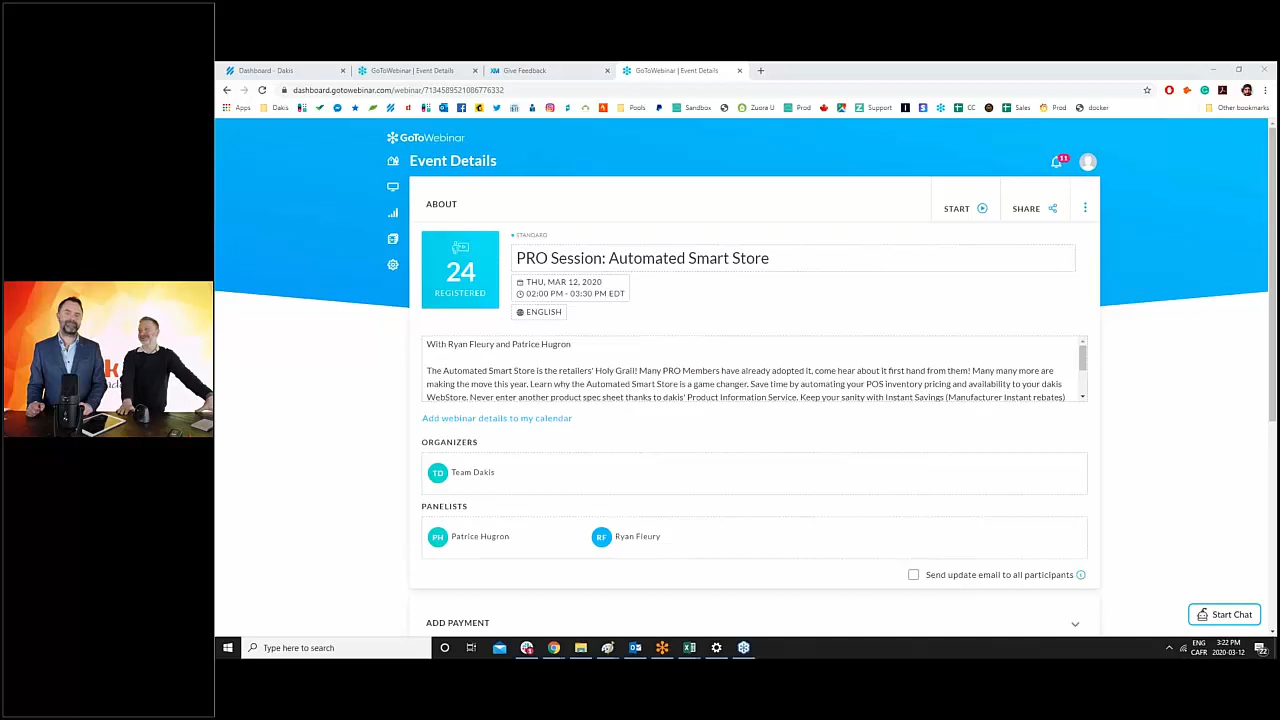 Dashboard - Dakis
GoToWebinar | Event Details
Give Feedback
GoToWebinar | Event Details
dashboard.gotowebinar.com/webinar/7134589521086776332
Apps
Dakis
Pools
Sandbox
Zuora U
Prod
Support
CC
Sales
Prod
docker
Other bookmarks
GoToWebinar
Event Details
11
ABOUT
START
SHARE
STANDARD
24
REGISTERED
PRO Session: Automated Smart Store
THU, MAR 12, 2020
02:00 PM - 03:30 PM EDT
ENGLISH
With Ryan Fleury and Patrice Hugron
The Automated Smart Store is the retailers' Holy Grail! Many PRO Members have already adopted it, come hear about it first hand from them! Many many more are
making the move this year. Learn why the Automated Smart Store is a game changer. Save time by automating your POS inventory pricing and availability to your dakis
WebStore. Never enter another product spec sheet thanks to dakis' Product Information Service. Keep your sanity with Instant Savings (Manufacturer Instant rebates)
Add webinar details to my calendar
ORGANIZERS
TD
Team Dakis
PANELISTS
PH
Patrice Hugron
RF
Ryan Fleury
Send update email to all participants
ADD PAYMENT
Start Chat
Type here to search
ENG
CAFR
3:22 PM
2020-03-12
22